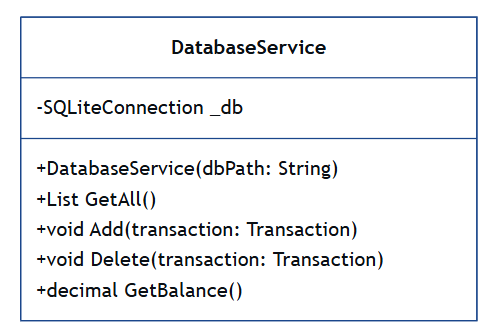 DatabaseService
-SQLiteConnection _db
+DatabaseService(dbPath: String)
+List GetAll()
+void Add(transaction: Transaction)
+void Delete(transaction: Transaction)
+decimal GetBalance()